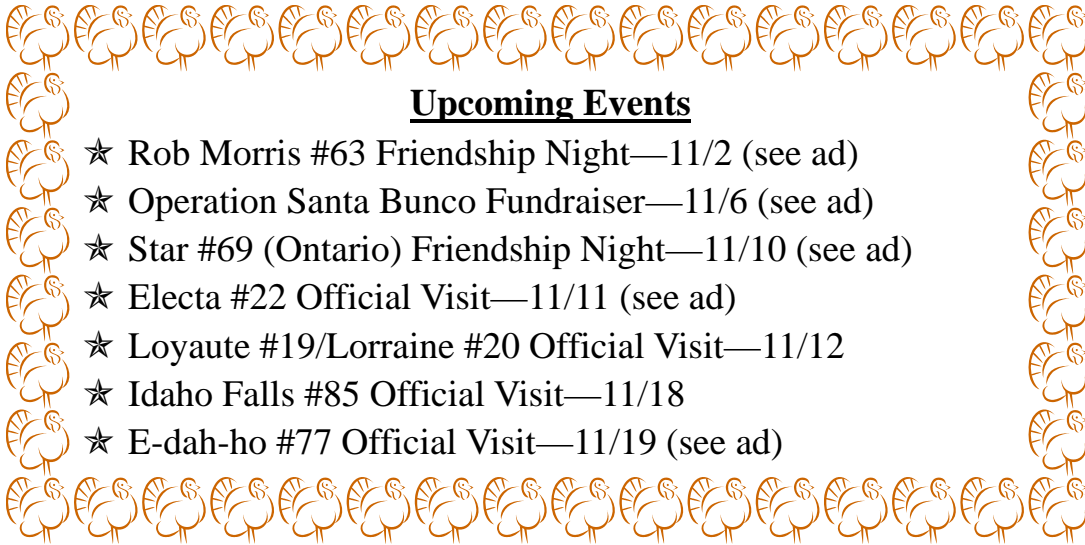 Upcoming Events
✯ Rob Morris #63 Friendship Night—11/2 (see ad)
✯ Operation Santa Bunco Fundraiser—11/6 (see ad)
✯ Star #69 (Ontario) Friendship Night—11/10 (see ad)
✯ Electa #22 Official Visit—11/11 (see ad)
✯ Loyaute #19/Lorraine #20 Official Visit—11/12
✯ Idaho Falls #85 Official Visit—11/18
✯ E-dah-ho #77 Official Visit—11/19 (see ad)